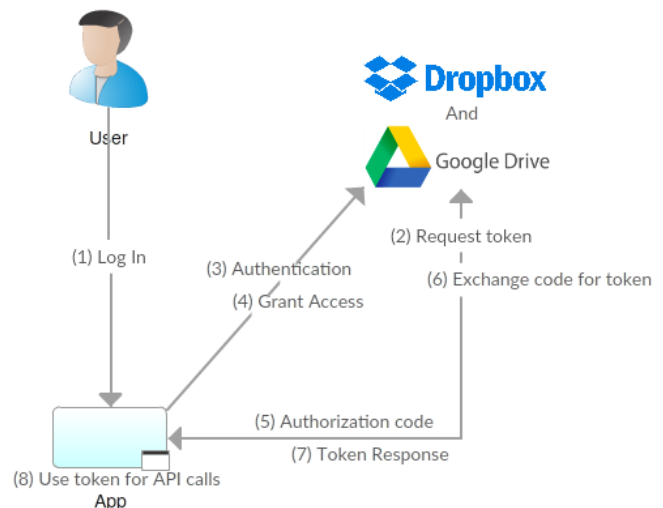 Dropbox
And
User
Google Drive
(2) Request token
(1) Log In
(3) Authentication
(6) Exchange code for token
(4) Grant Access
(5) Authorization code
(7) Token Response
(8) Use token for API calls
App